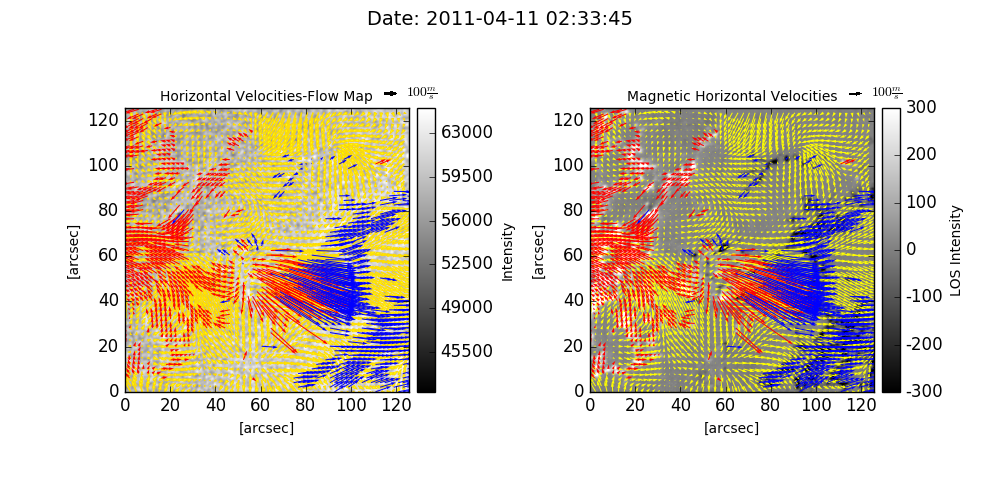 Date: 2011-04-11 02:33:45
Horizontal Velocities-Flow Map
100 m/s
120
100
80
60
40
20
0
0 20 40 60 80 100 120
[arcsec]
[arcsec]
63000
59500
56000
52500
49000
45500
Intensity
Magnetic Horizontal Velocities
100 m/s
120
100
80
60
40
20
0
0 20 40 60 80 100 120
[arcsec]
[arcsec]
300
200
100
0
-100
-200
-300
LOS Intensity